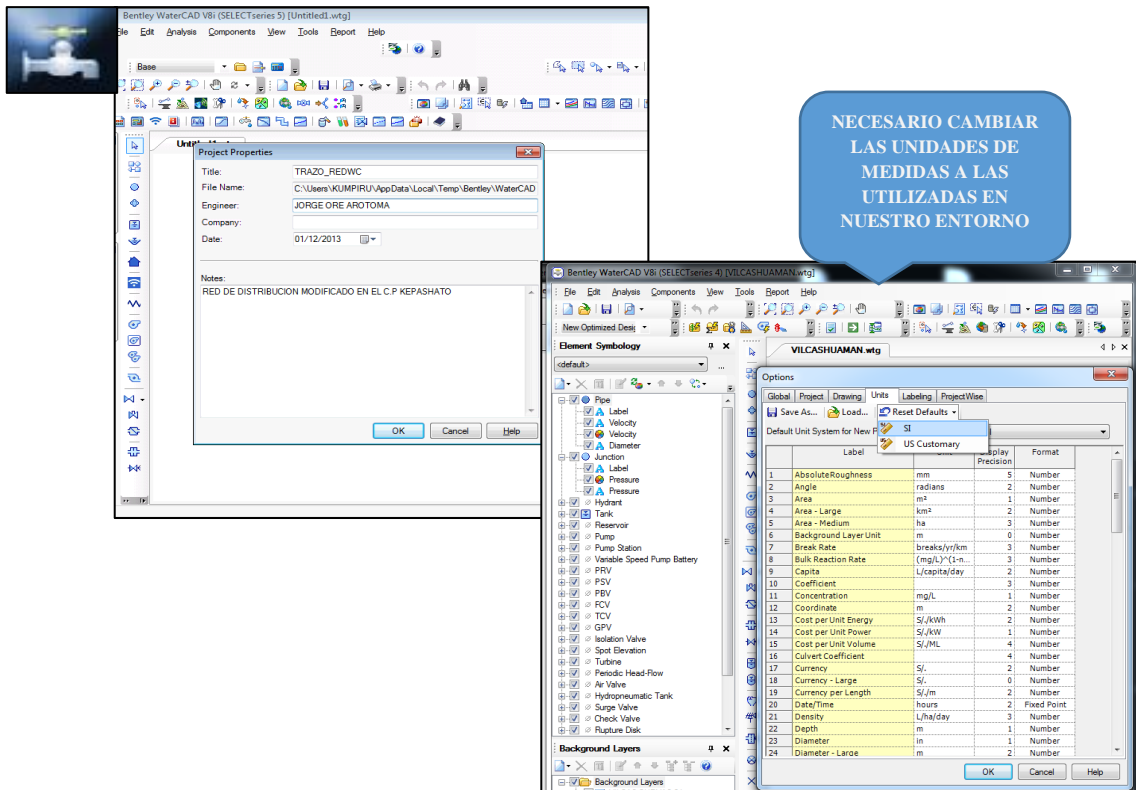 Bentley WaterCAD V8i (SELECTseries 5) [Untitled1.wtg]
File Edit Analysis Components View Tools Report Help
Base
Project Properties
Title: TRAZO_REDWC
File Name: C:\Users\KUMPIRU\AppData\Local\Temp\Bentley\WaterCAD
Engineer: JORGE ORE AROTOMA
Company:
Date: 01/12/2013
Notes:
RED DE DISTRIBUCION MODIFICADO EN EL C.P KEPASHATO
OK Cancel Help
NECESARIO CAMBIAR
LAS UNIDADES DE
MEDIDAS A LAS
UTILIZADAS EN
NUESTRO ENTORNO
Bentley WaterCAD V8i (SELECTseries 4) [VILCASHUAMAN.wtg]
File Edit Analysis Components View Tools Report Help
New Optimized Desig
Element Symbology
<default>
Pipe
Label
Velocity
Velocity
Diameter
Junction
Label
Pressure
Pressure
Hydrant
Tank
Reservoir
Pump
Pump Station
Variable Speed Pump Battery
PRV
PSV
PBV
FCV
TCV
GPV
Isolation Valve
Spot Elevation
Turbine
Periodic Head-Flow
Air Valve
Hydropneumatic Tank
Surge Valve
Check Valve
Rupture Disk
Background Layers
Background Layers
VILCASHUAMAN.wtg
Options
Global Project Drawing Units Labeling ProjectWise
Save As... Load... Reset Defaults
SI
US Customary
Default Unit System for New P
Label Display Precision Format
1 AbsoluteRoughness mm 5 Number
2 Angle radians 2 Number
3 Area m² 1 Number
4 Area - Large km² 2 Number
5 Area - Medium ha 3 Number
6 Background Layer Unit m 0 Number
7 Break Rate breaks/yr/km 3 Number
8 Bulk Reaction Rate (mg/L)^(1-n... 3 Number
9 Capita L/capita/day 2 Number
10 Coefficient 3 Number
11 Concentration mg/L 1 Number
12 Coordinate m 2 Number
13 Cost per Unit Energy S/./kWh 2 Number
14 Cost per Unit Power S/./kW 1 Number
15 Cost per Unit Volume S/./ML 4 Number
16 Culvert Coefficient 4 Number
17 Currency S/. 2 Number
18 Currency - Large S/. 0 Number
19 Currency per Length S/./m 2 Number
20 Date/Time hours 2 Fixed Point
21 Density L/ha/day 3 Number
22 Depth m 1 Number
23 Diameter in 1 Number
24 Diameter - Large m 2 Number
OK Cancel Help